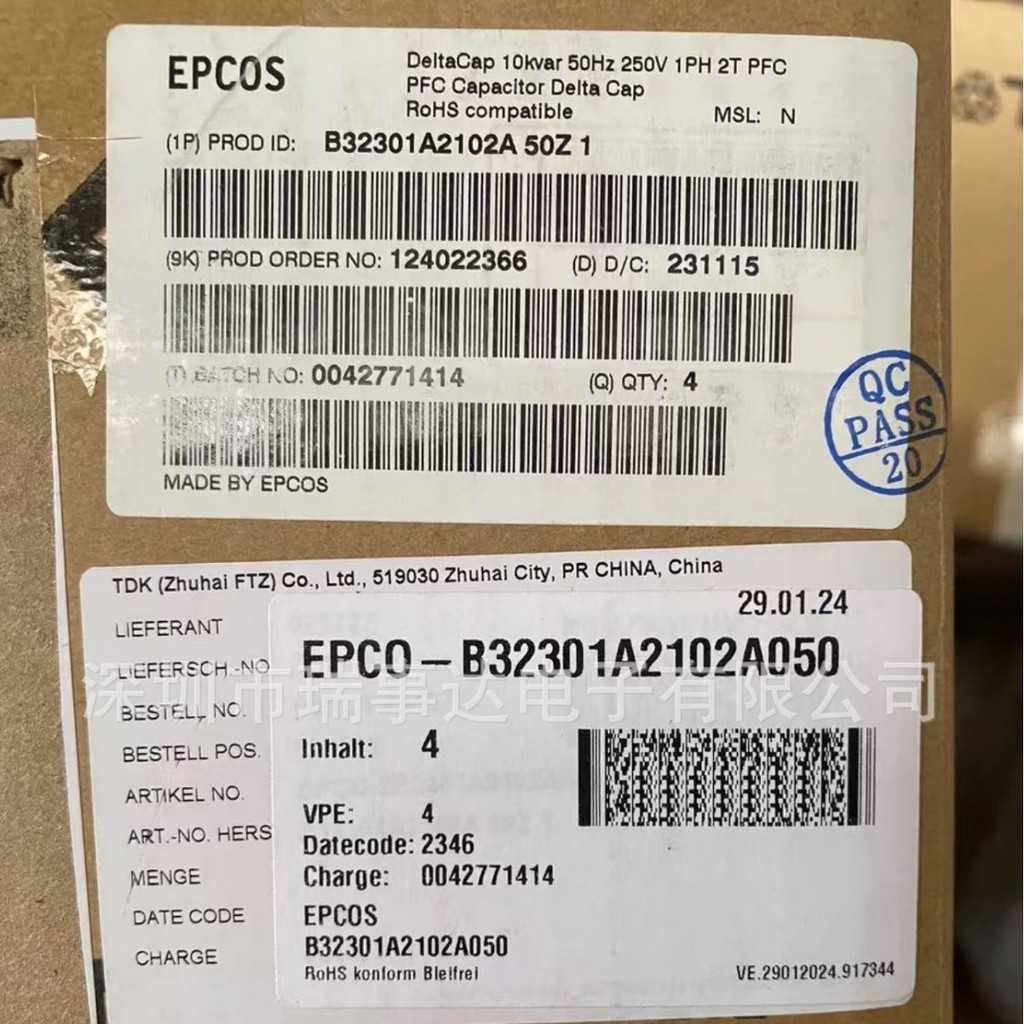 EPCOS
DeltaCap 10kvar 50Hz 250V 1PH 2T PFC
PFC Capacitor Delta Cap
RoHS compatible MSL: N
(1P) PROD ID: B32301A2102A 50Z 1
(9K) PROD ORDER NO: 124022366 (D) D/C: 231115
(T) BATCH NO: 0042771414 (Q) QTY: 4
MADE BY EPCOS
QC
PASS
20
TDK (Zhuhai FTZ) Co., Ltd., 519030 Zhuhai City, PR CHINA, China
29.01.24
LIEFERANT
EPCO – B32301A2102A050
LIEFERSCH.-NO
深圳市瑞事达电子有限公司
BESTELL NO.
Inhalt: 4
BESTELL POS.
ARTIKEL NO.
VPE: 4
ART.-NO. HERS
Datecode: 2346
MENGE
Charge: 0042771414
DATE CODE
EPCOS
B32301A2102A050
CHARGE
RoHS konform Bleifrei
VE.29012024.917344